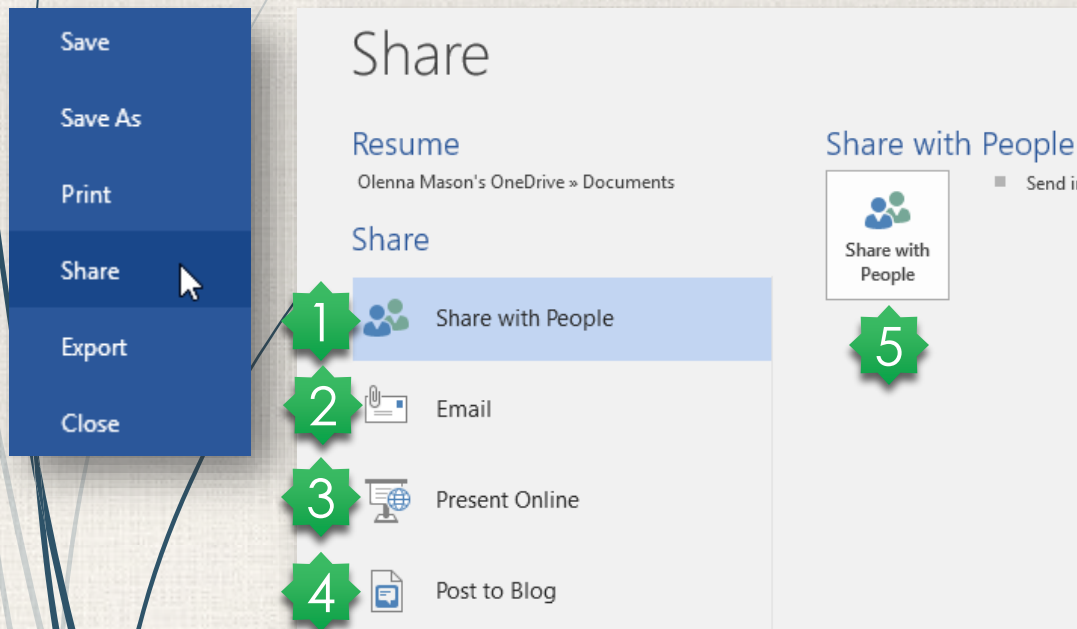 Save
Save As
Print
Share
Export
Close
Share
Resume
Olenna Mason's OneDrive » Documents
Share
1 Share with People
2 Email
3 Present Online
4 Post to Blog
Share with People
Share with
People
Send
5